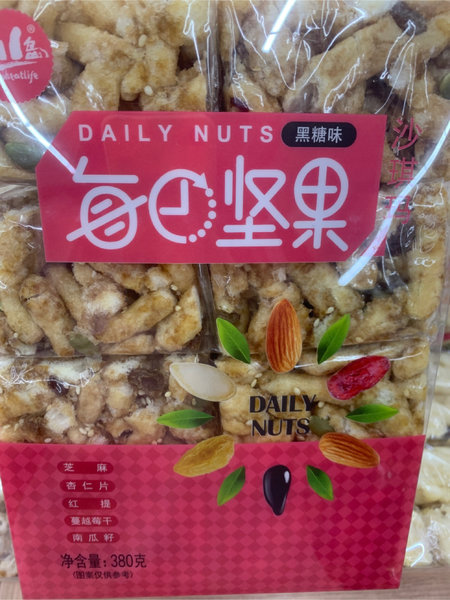 DAILY NUTS 黑糖味
每日坚果
沙琪
DAILY
NUTS
芝麻
杏仁片
红提
蔓越莓干
南瓜籽
净含量:380克
(图案仅供参考)